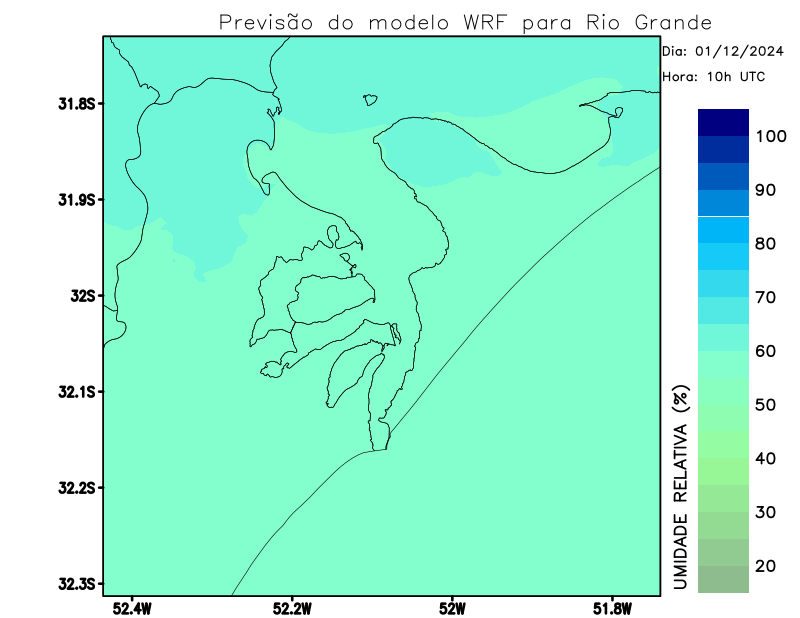 Previsão do modelo WRF para Rio Grande
Dia: 01/12/2024
Hora: 10h UTC
31.8S
31.9S
32S
32.1S
32.2S
32.3S
52.4W
52.2W
52W
51.8W
UMIDADE RELATIVA (%)
100
90
80
70
60
50
40
30
20